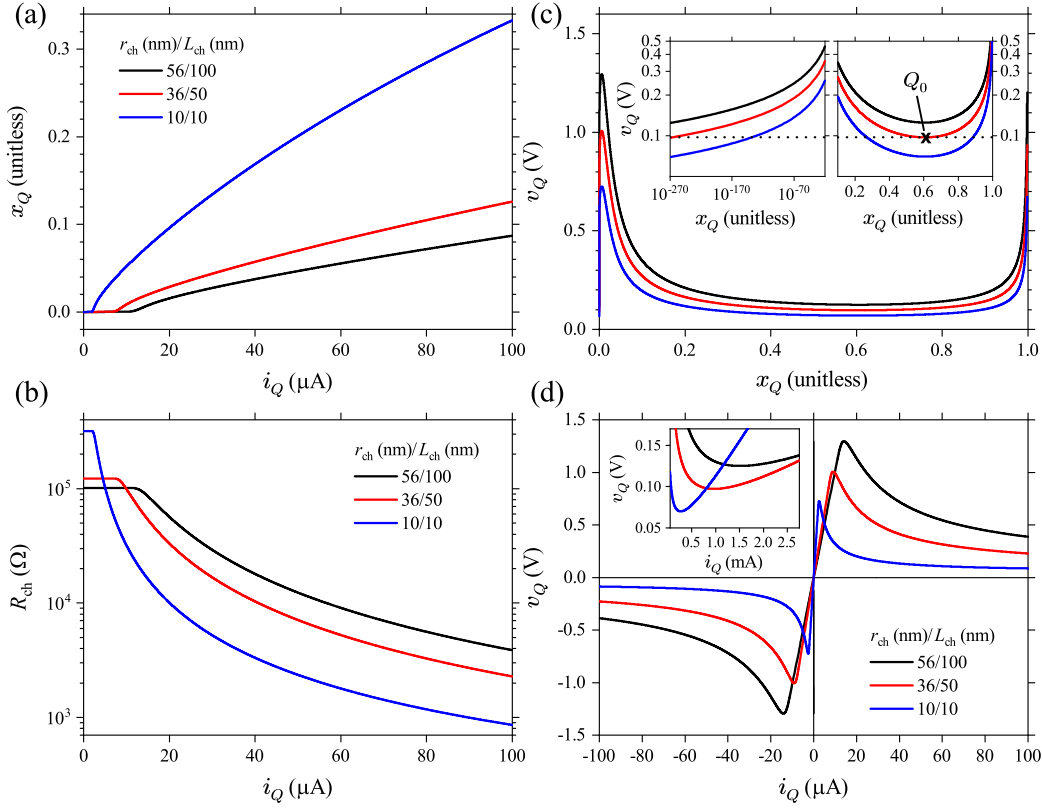 (a)
x_Q (unitless)
0.3
0.2
0.1
0.0
r_ch (nm)/L_ch (nm)
56/100
36/50
10/10
0 20 40 60 80 100
i_Q (µA)
(c)
v_Q (V)
1.5
1.0
0.5
0.0
v_Q (V)
0.5
0.4
0.3
0.2
0.1
10^-270 10^-170 10^-70
x_Q (unitless)
Q_0
0.5
0.4
0.3
0.2
0.1
0.2 0.4 0.6 0.8 1.0
x_Q (unitless)
0.0 0.2 0.4 0.6 0.8 1.0
x_Q (unitless)
(b)
R_ch (Ω)
10^5
10^4
10^3
r_ch (nm)/L_ch (nm)
56/100
36/50
10/10
0 20 40 60 80 100
i_Q (µA)
(d)
v_Q (V)
1.5
1.0
0.5
0.0
-0.5
-1.0
-1.5
v_Q (V)
0.15
0.10
0.05
0.5 1.0 1.5 2.0 2.5
i_Q (mA)
r_ch (nm)/L_ch (nm)
56/100
36/50
10/10
-100 -80 -60 -40 -20 0 20 40 60 80 100
i_Q (µA)